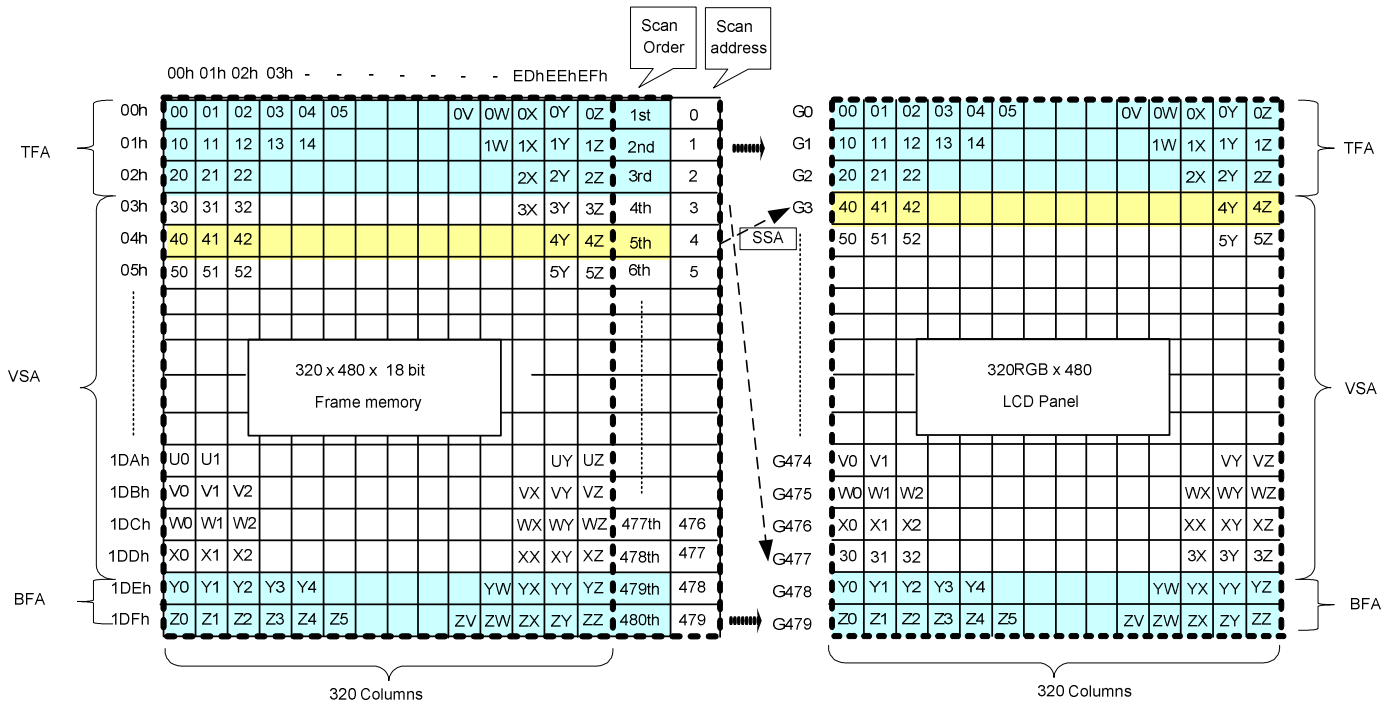 Scan Order
Scan address
00h 01h 02h 03h - - - - - - - EDh EEh EFh
00h 00 01 02 03 04 05 0V 0W 0X 0Y 0Z 1st 0 G0 00 01 02 03 04 05 0V 0W 0X 0Y 0Z
TFA 01h 10 11 12 13 14 1W 1X 1Y 1Z 2nd 1 G1 10 11 12 13 14 1W 1X 1Y 1Z TFA
02h 20 21 22 2X 2Y 2Z 3rd 2 G2 20 21 22 2X 2Y 2Z
03h 30 31 32 3X 3Y 3Z 4th 3 G3 40 41 42 4Y 4Z
04h 40 41 42 4Y 4Z 5th 4 SSA 50 51 52 5Y 5Z
05h 50 51 52 5Y 5Z 6th 5
VSA 320 x 480 x 18 bit 320RGB x 480 VSA
Frame memory LCD Panel
1DAh U0 U1 UY UZ G474 V0 V1 VY VZ
1DBh V0 V1 V2 VX VY VZ G475 W0 W1 W2 WX WY WZ
1DCh W0 W1 W2 WX WY WZ 477th 476 G476 X0 X1 X2 XX XY XZ
1DDh X0 X1 X2 XX XY XZ 478th 477 G477 30 31 32 3X 3Y 3Z
BFA 1DEh Y0 Y1 Y2 Y3 Y4 YW YX YY YZ 479th 478 G478 Y0 Y1 Y2 Y3 Y4 YW YX YY YZ BFA
1DFh Z0 Z1 Z2 Z3 Z4 Z5 ZV ZW ZX ZY ZZ 480th 479 G479 Z0 Z1 Z2 Z3 Z4 Z5 ZV ZW ZX ZY ZZ
320 Columns 320 Columns